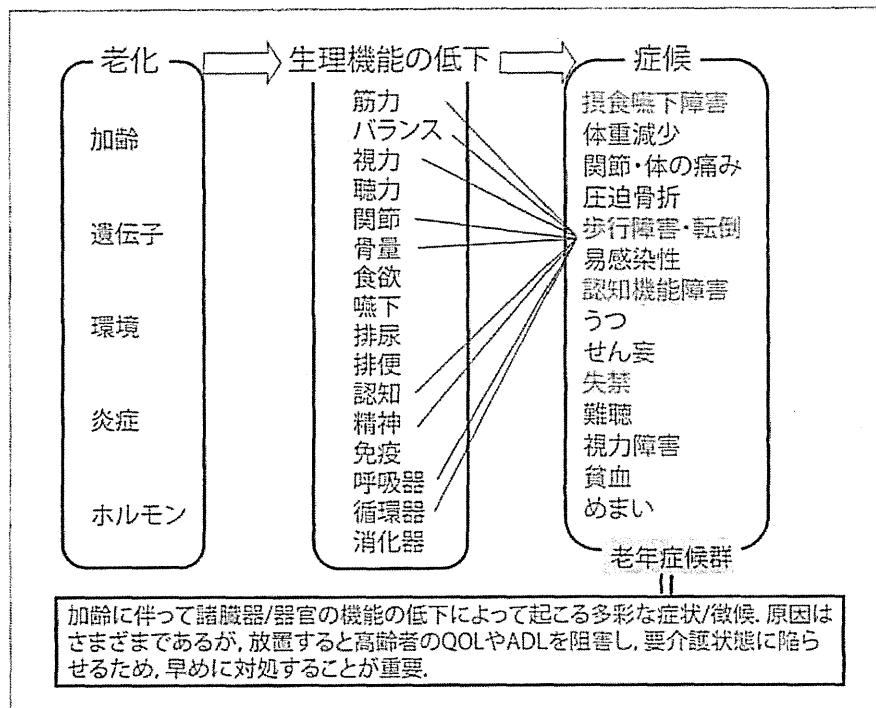 老化
生理機能の低下
症候
加齢
遺伝子
環境
炎症
ホルモン
筋力
バランス
視力
聴力
関節
骨量
食欲
嚥下
排尿
排便
認知
精神
免疫
呼吸器
循環器
消化器
摂食嚥下障害
体重減少
関節・体の痛み
圧迫骨折
歩行障害・転倒
易感染性
認知機能障害
うつ
せん妄
失禁
難聴
視力障害
貧血
めまい
老年症候群
加齢に伴って諸臓器/器官の機能の低下によって起こる多彩な症状/徴候. 原因は
さまざまであるが, 放置すると高齢者のQOLやADLを阻害し, 要介護状態に陥ら
せるため, 早めに対処することが重要.